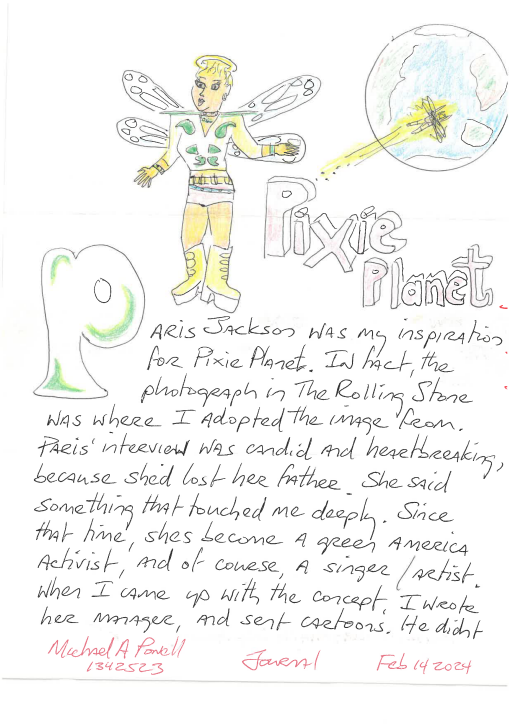 Pixie
Planet
PARIS JACKSON WAS my inspiration
for Pixie Planet. IN fact, the
photograph in The Rolling Stone
WAS where I Adopted the image from.
PARIS' interview WAS candid and heartbreaking,
because she'd lost her father. She said
something that touched me deeply. Since
that time, shes become A green AMERICA
Activist, and of course, A singer/artist.
When I came up with the concept, I wrote
her manager, and sent cartoons. He didnt
Michael A Powell Journal Feb 14 2024
1342523